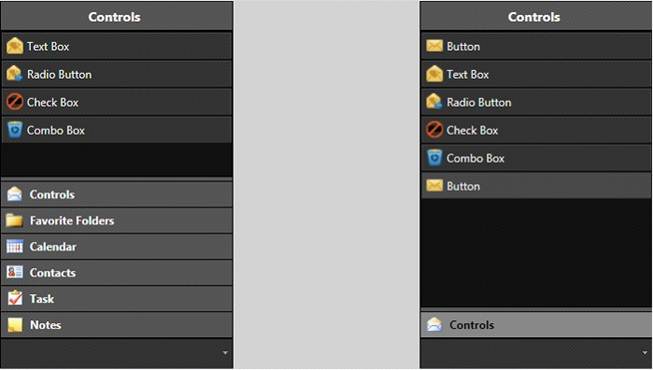 Controls
Text Box
Radio Button
Check Box
Combo Box
Controls
Favorite Folders
Calendar
Contacts
Task
Notes
Controls
Button
Text Box
Radio Button
Check Box
Combo Box
Button
Controls